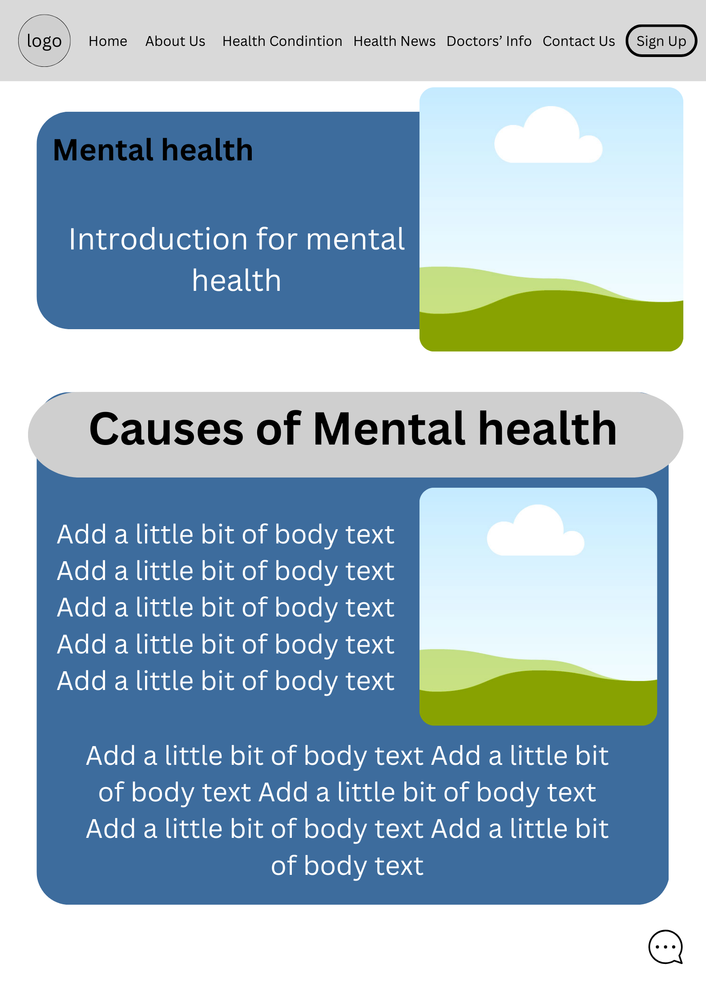 logo
Home About Us Health Condintion Health News Doctors’ Info Contact Us Sign Up
Mental health
Introduction for mental
health
Causes of Mental health
Add a little bit of body text
Add a little bit of body text
Add a little bit of body text
Add a little bit of body text
Add a little bit of body text
Add a little bit of body text Add a little bit
of body text Add a little bit of body text
Add a little bit of body text Add a little bit
of body text